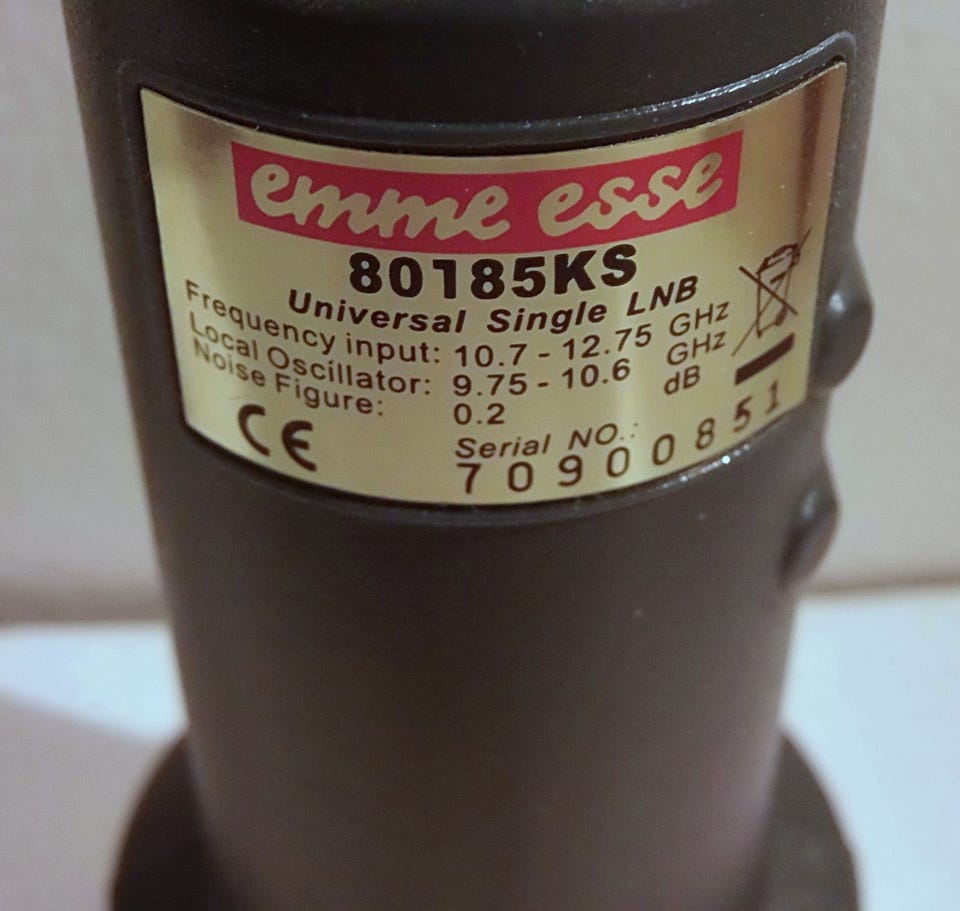 emme esse
80185KS
Universal Single LNB
Frequency input: 10.7 - 12.75 GHz
Local Oscillator: 9.75 - 10.6 GHz
Noise Figure: 0.2 dB
CE
Serial NO.:
70900851